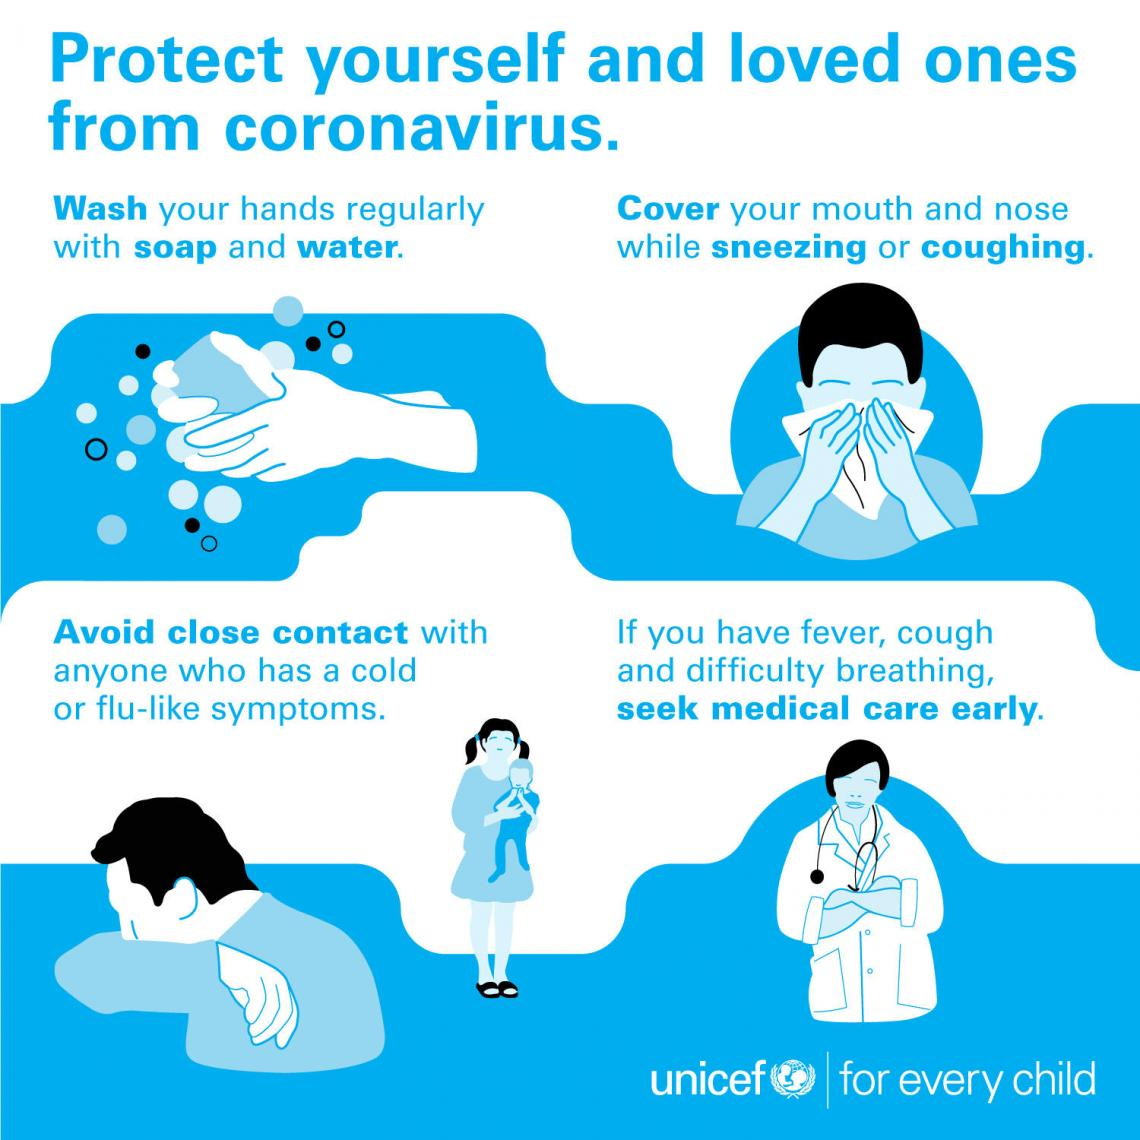 Protect yourself and loved ones
from coronavirus.
Wash your hands regularly
with soap and water.
Cover your mouth and nose
while sneezing or coughing.
Avoid close contact with
anyone who has a cold
or flu-like symptoms.
If you have fever, cough
and difficulty breathing,
seek medical care early.
unicef for every child